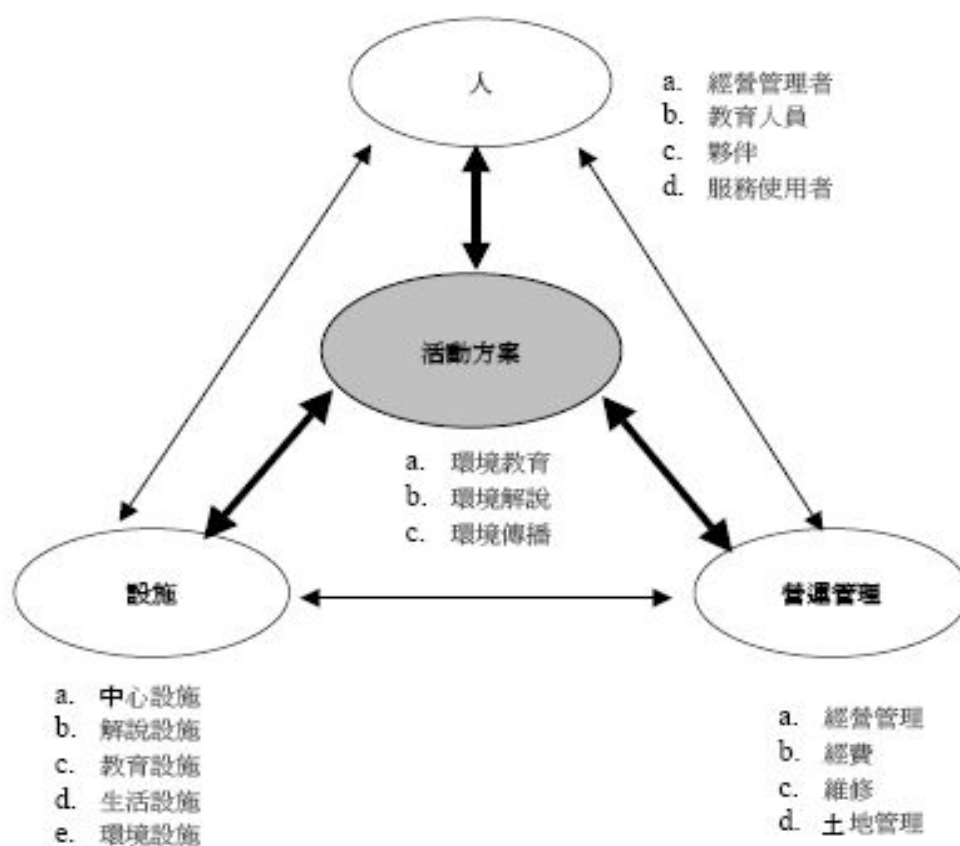 人
a. 經營管理者
b. 教育人員
c. 夥伴
d. 服務使用者
活動方案
a. 環境教育
b. 環境解說
c. 環境傳播
設施
a. 中心設施
b. 解說設施
c. 教育設施
d. 生活設施
e. 環境設施
營運管理
a. 經營管理
b. 經費
c. 維修
d. 土地管理